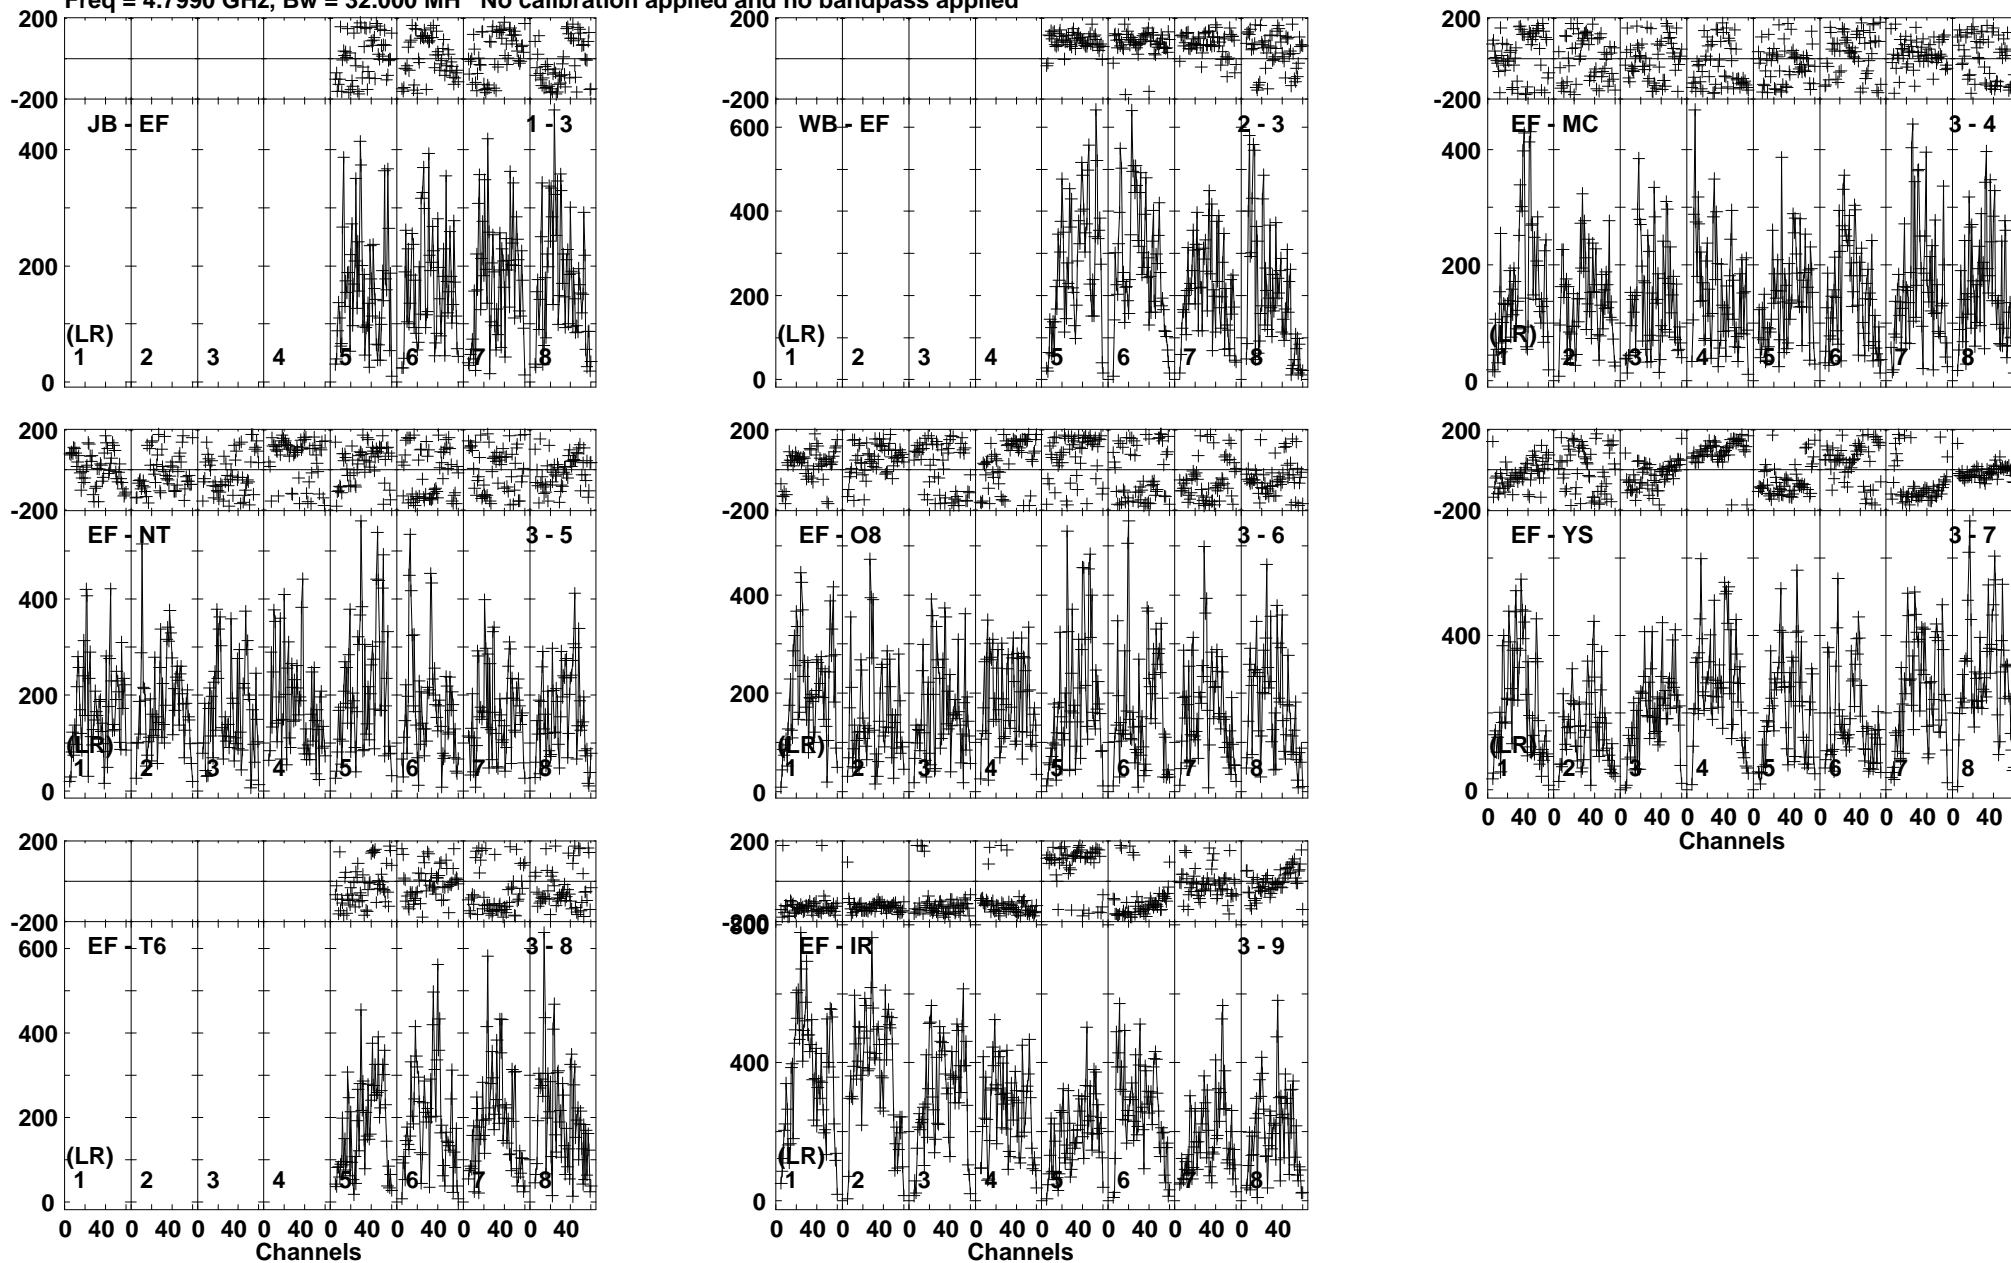 Freq = 4.7990 GHz, Bw = 32.000 MH No calibration applied and no bandpass applied
200 200 200
-200 -200 -200
JB - EF 1 - 3 WB - EF 2 - 3 EF - MC 3 - 4
400 600 400
200 400 200
200
(LR) (LR) (LR)
1 2 3 4 5 6 7 8 1 2 3 4 5 6 7 8 1 2 3 4 5 6 7 8
0 0 0
200 200 200
-200 -200 -200
EF - NT 3 - 5 EF - O8 3 - 6 EF - YS 3 - 7
400 400 400
200 200
(LR) (LR) (LR)
1 2 3 4 5 6 7 8 1 2 3 4 5 6 7 8 1 2 3 4 5 6 7 8
0 0 0
0 40 0 40 0 40 0 40 0 40 0 40 0 40 0 40
Channels
200 200
-200 -200
800
EF - T6 3 - 8 EF - IR 3 - 9
600
400 400
200
(LR) (LR)
1 2 3 4 5 6 7 8 1 2 3 4 5 6 7 8
0 0
0 40 0 40 0 40 0 40 0 40 0 40 0 40 0 40 0 40 0 40 0 40 0 40 0 40 0 40 0 40 0 40
Channels Channels